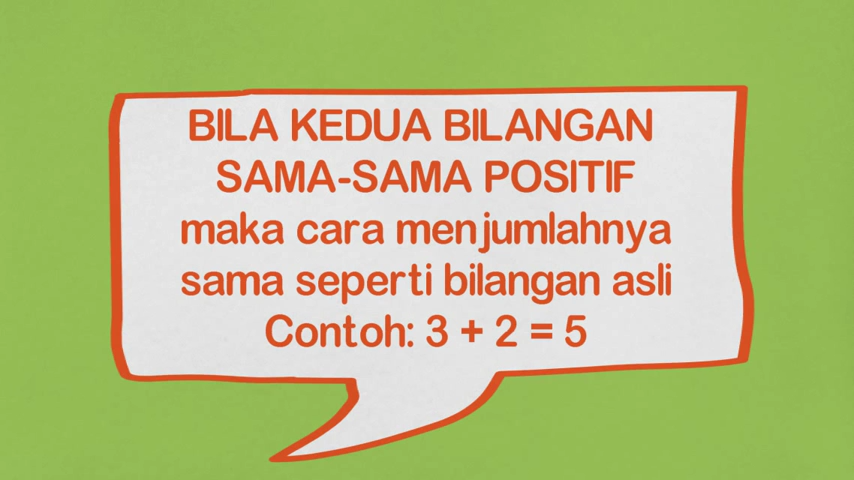 BILA KEDUA BILANGAN
SAMA-SAMA POSITIF
maka cara menjumlahnya
sama seperti bilangan asli
Contoh: 3 + 2 = 5